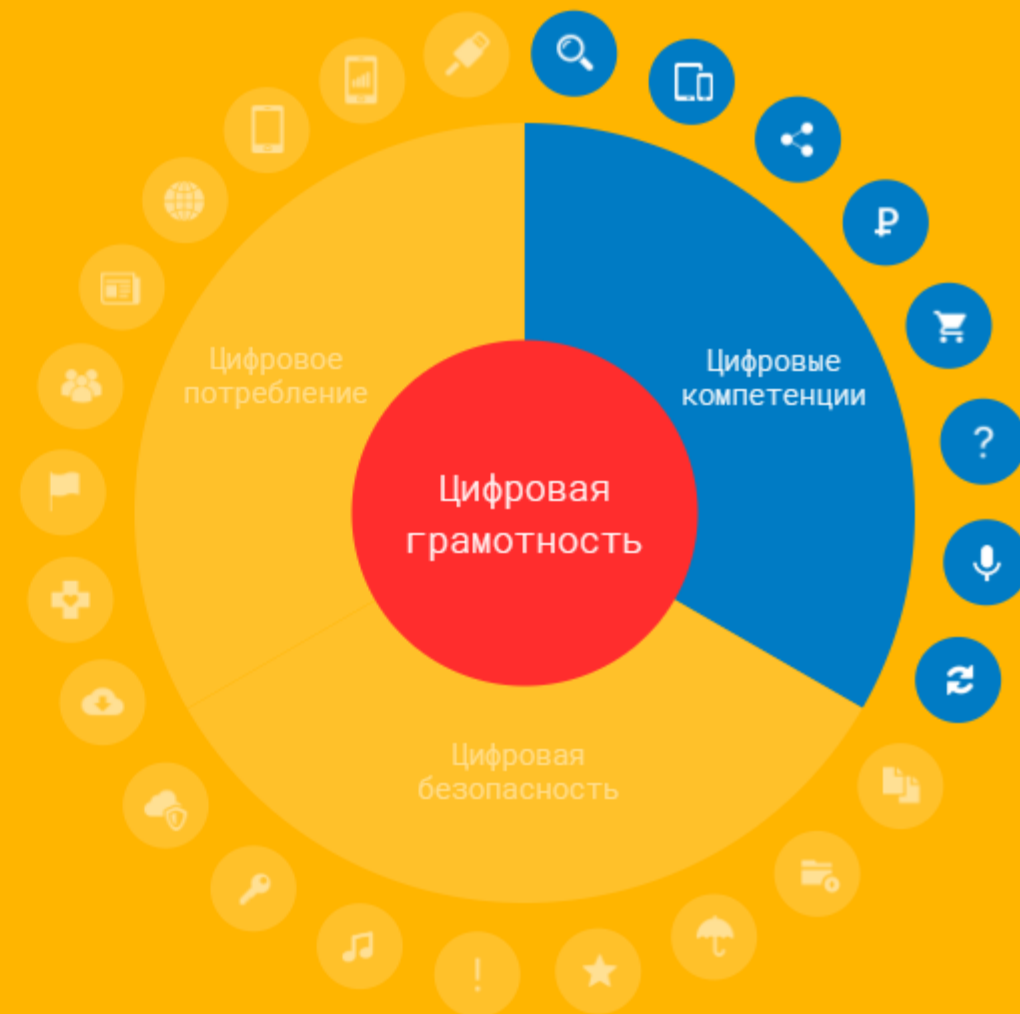 ₽
Цифровое
потребление
Цифровые
компетенции
?
Цифровая
грамотность
Цифровая
безопасность
!